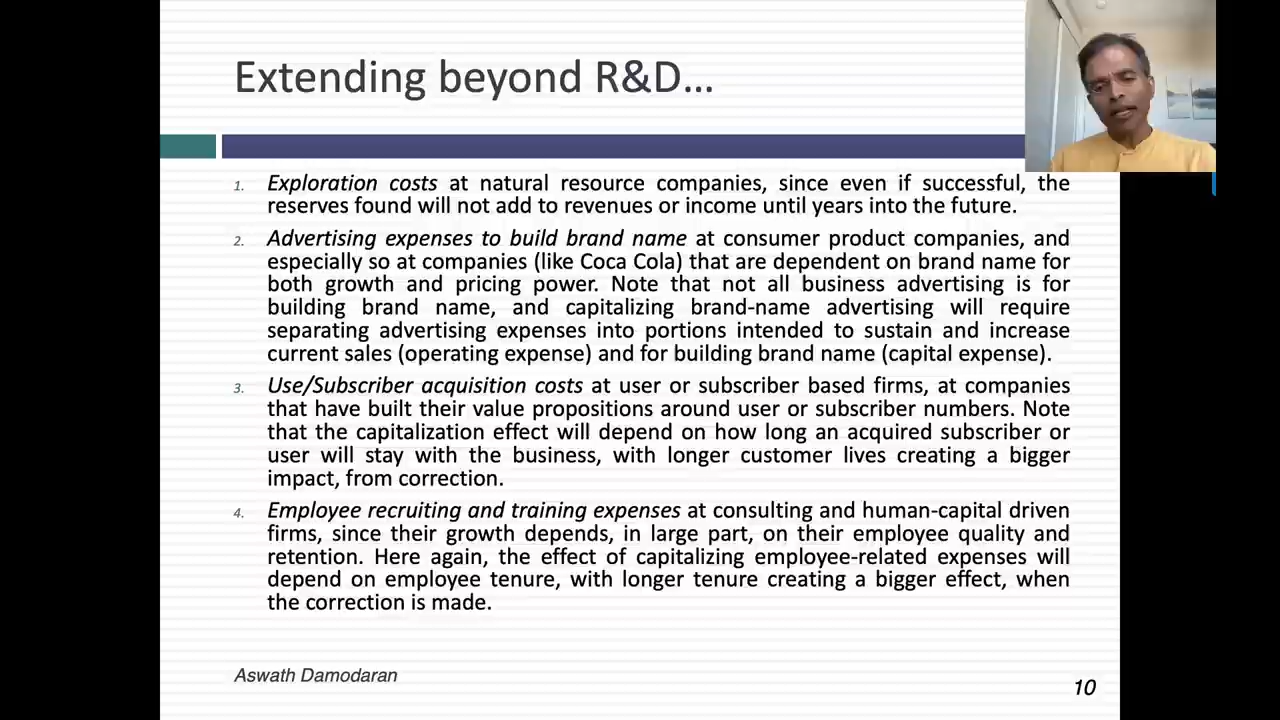 Extending beyond R&D…
1. Exploration costs at natural resource companies, since even if successful, the
reserves found will not add to revenues or income until years into the future.
2. Advertising expenses to build brand name at consumer product companies, and
especially so at companies (like Coca Cola) that are dependent on brand name for
both growth and pricing power. Note that not all business advertising is for
building brand name, and capitalizing brand-name advertising will require
separating advertising expenses into portions intended to sustain and increase
current sales (operating expense) and for building brand name (capital expense).
3. Use/Subscriber acquisition costs at user or subscriber based firms, at companies
that have built their value propositions around user or subscriber numbers. Note
that the capitalization effect will depend on how long an acquired subscriber or
user will stay with the business, with longer customer lives creating a bigger
impact, from correction.
4. Employee recruiting and training expenses at consulting and human-capital driven
firms, since their growth depends, in large part, on their employee quality and
retention. Here again, the effect of capitalizing employee-related expenses will
depend on employee tenure, with longer tenure creating a bigger effect, when
the correction is made.
Aswath Damodaran
10